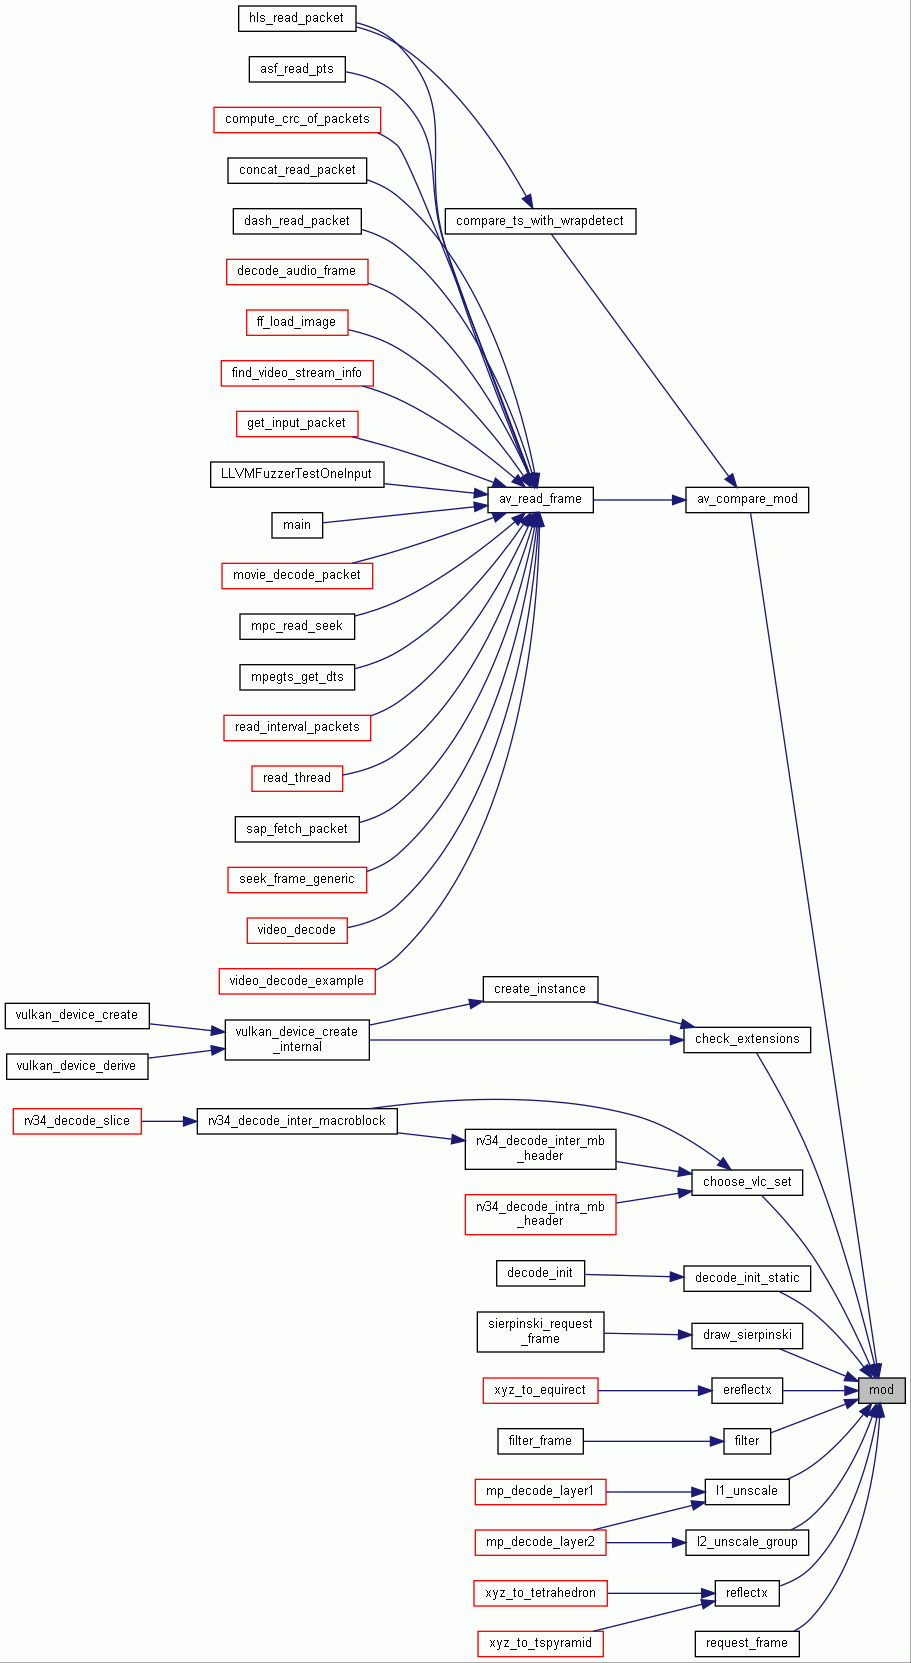 hls_read_packet
asf_read_pts
compute_crc_of_packets
concat_read_packet
dash_read_packet
compare_ts_with_wrapdetect
decode_audio_frame
ff_load_image
find_video_stream_info
get_input_packet
LLVMFuzzerTestOneInput
av_read_frame
av_compare_mod
main
movie_decode_packet
mpc_read_seek
mpegts_get_dts
read_interval_packets
read_thread
sap_fetch_packet
seek_frame_generic
video_decode
video_decode_example
create_instance
vulkan_device_create
vulkan_device_create
_internal
check_extensions
vulkan_device_derive
rv34_decode_slice
rv34_decode_inter_macroblock
rv34_decode_inter_mb
_header
choose_vlc_set
rv34_decode_intra_mb
_header
decode_init
decode_init_static
sierpinski_request
_frame
draw_sierpinski
xyz_to_equirect
ereflectx
mod
filter_frame
filter
mp_decode_layer1
l1_unscale
mp_decode_layer2
l2_unscale_group
xyz_to_tetrahedron
reflectx
xyz_to_tspyramid
request_frame